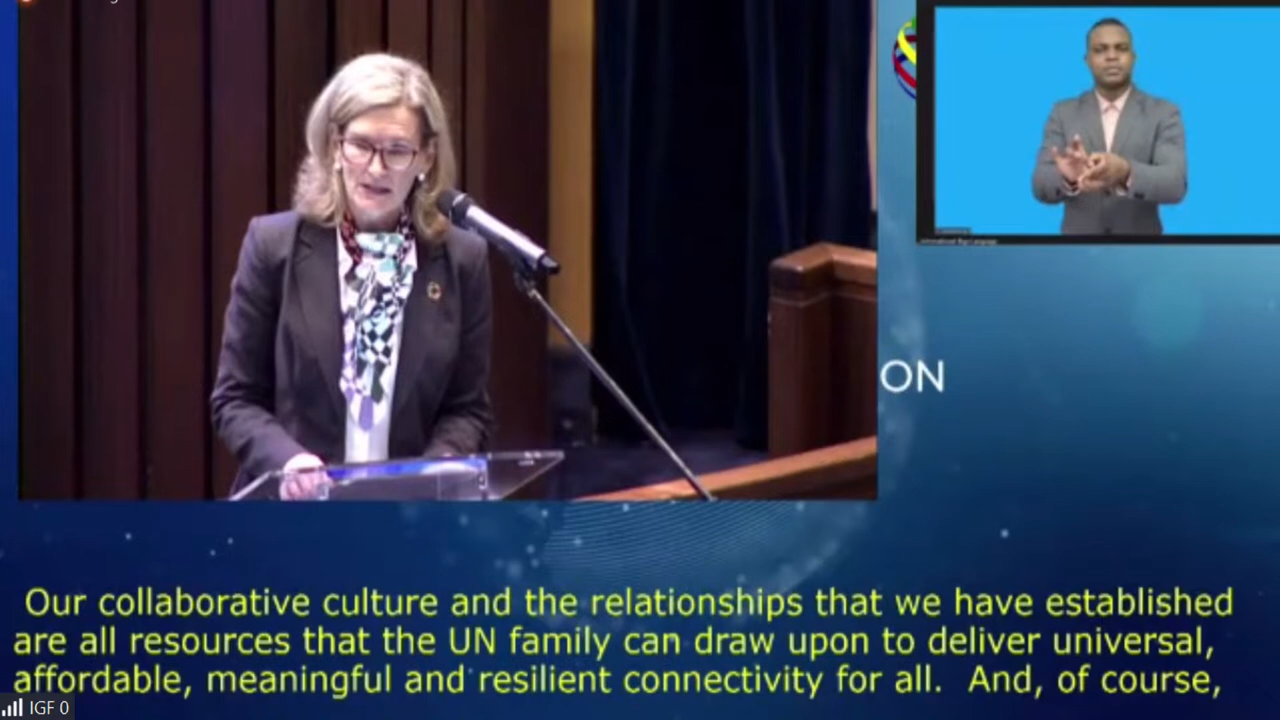 ON
Our collaborative culture and the relationships that we have established
are all resources that the UN family can draw upon to deliver universal,
affordable, meaningful and resilient connectivity for all. And, of course,
IGF 0